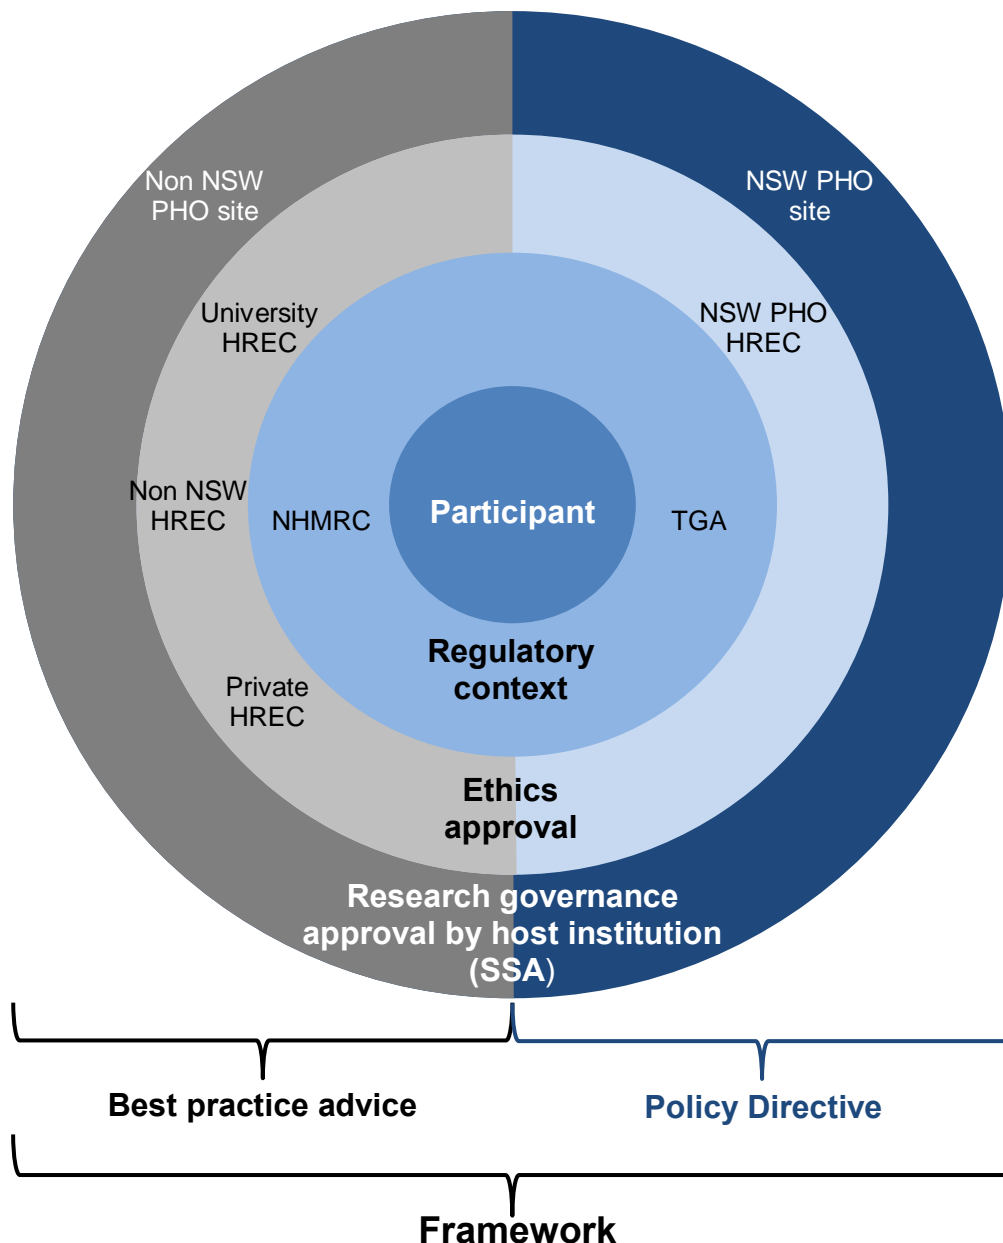 Non NSW
PHO site
NSW PHO
site
University
HREC
NSW PHO
HREC
Non NSW
HREC
NHMRC
Participant
TGA
Regulatory
context
Private
HREC
Ethics
approval
Research governance
approval by host institution
(SSA)
Best practice advice
Policy Directive
Framework